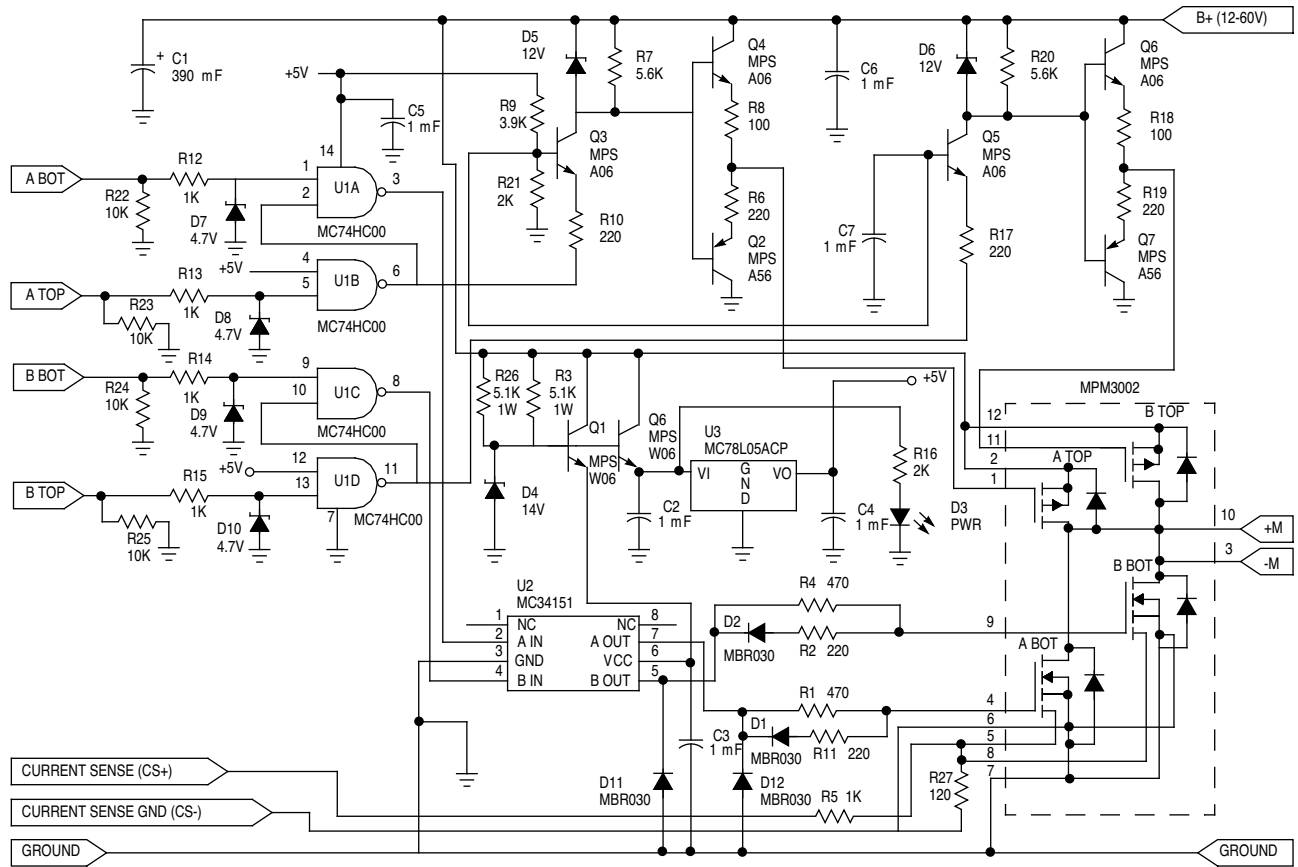 B+ (12-60V)
+ C1
390 mF
+5V
D5
12V
R7
5.6K
Q4
MPS
A06
C6
1 mF
D6
12V
R20
5.6K
Q6
MPS
A06
C5
1 mF
R9
3.9K
R8
100
R18
100
Q3
MPS
A06
Q5
MPS
A06
A BOT
R12
1K
14
1
2
U1A
3
MC74HC00
R22
10K
D7
4.7V
R21
2K
R10
220
R6
220
Q2
MPS
A56
C7
1 mF
R17
220
R19
220
Q7
MPS
A56
+5V
4
5
U1B
6
MC74HC00
A TOP
R13
1K
R23
10K
D8
4.7V
B BOT
R14
1K
9
10
U1C
8
MC74HC00
R24
10K
D9
4.7V
R26
5.1K
1W
R3
5.1K
1W
Q1
MPS
W06
Q6
MPS
W06
+5V
U3
MC78L05ACP
VI
G
N
D
VO
R16
2K
D3
PWR
MPM3002
B TOP
12
11
A TOP
2
1
+5V
12
13
U1D
11
7
MC74HC00
B TOP
R15
1K
R25
10K
D10
4.7V
D4
14V
C2
1 mF
C4
1 mF
10
+M
3
-M
U2
MC34151
1
NC
NC
8
2
A IN
A OUT
7
3
GND
VCC
6
4
B IN
B OUT
5
R4 470
D2
MBR030
R2 220
9
B BOT
A BOT
R1 470
D1
MBR030
R11 220
4
6
5
8
7
C3
1 mF
D11
MBR030
D12
MBR030
R5 1K
R27
120
CURRENT SENSE (CS+)
CURRENT SENSE GND (CS-)
GROUND
GROUND